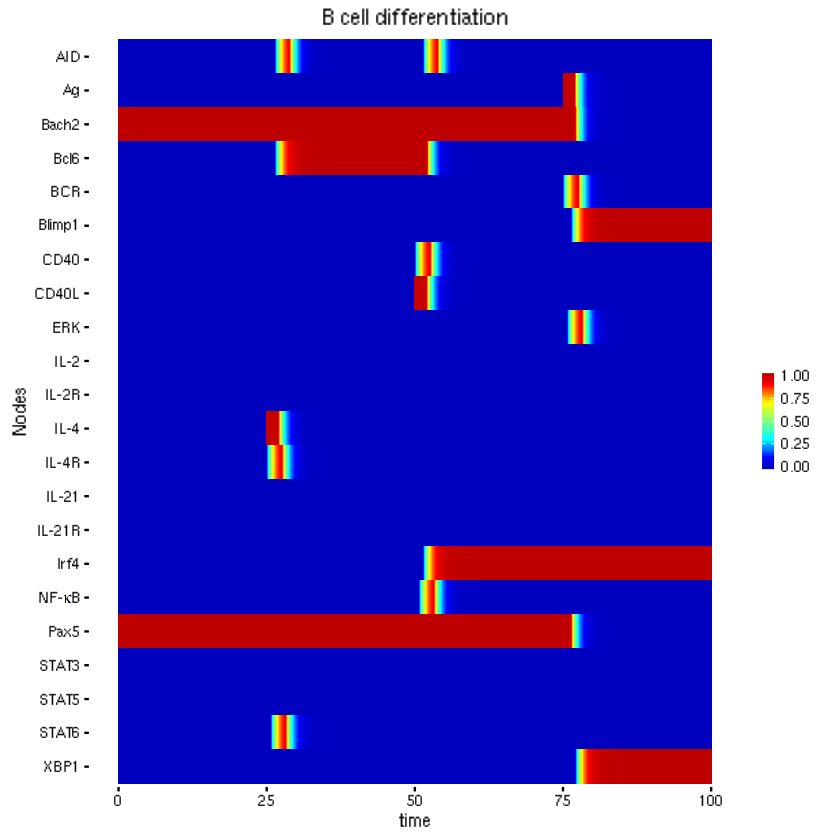 B cell differentiation
AID
Ag
Bach2
Bcl6
BCR
Blimp1
CD40
CD40L
ERK
IL-2
IL-2R
IL-4
IL-4R
IL-21
IL-21R
Irf4
NF-κB
Pax5
STAT3
STAT5
STAT6
XBP1
Nodes
0 25 50 75 100
time
1.00
0.75
0.50
0.25
0.00